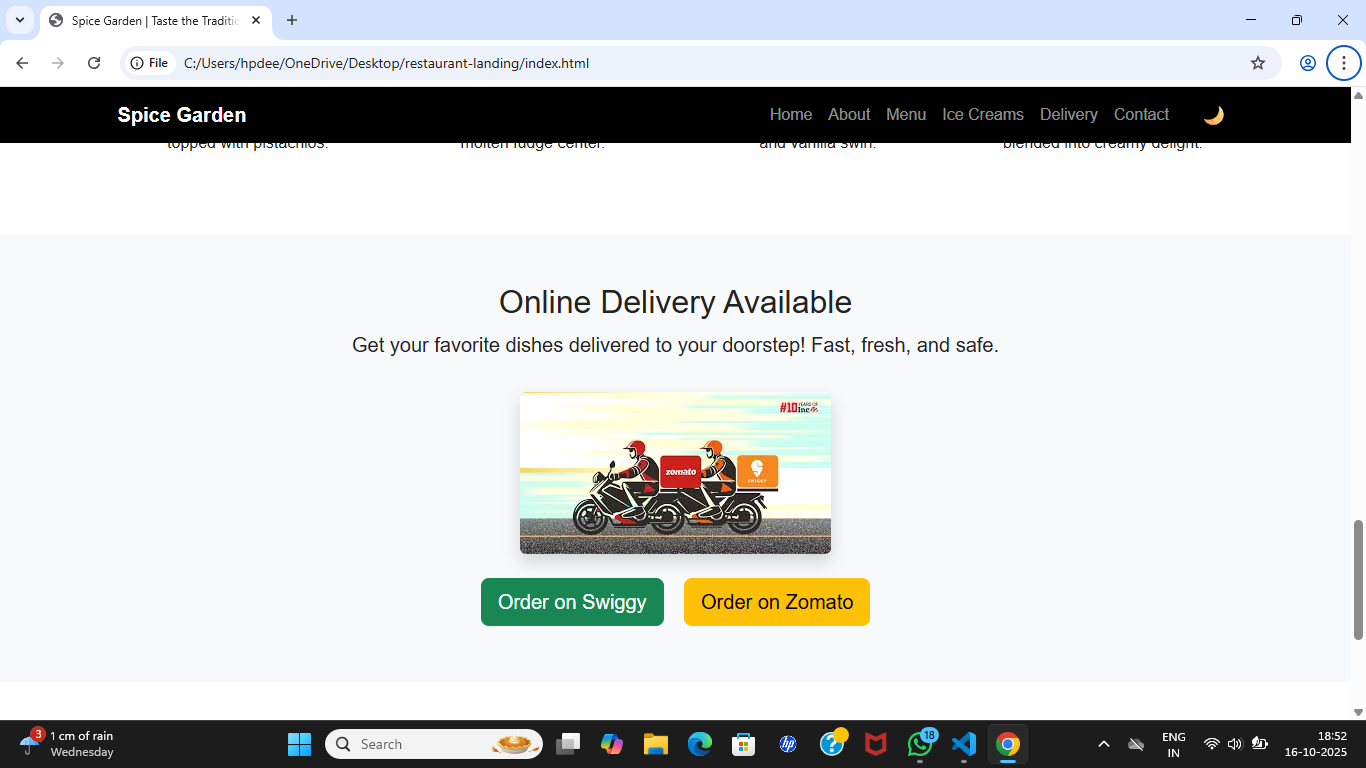 Spice Garden | Taste the Traditic
File C:/Users/hpdee/OneDrive/Desktop/restaurant-landing/index.html
Spice Garden Home About Menu Ice Creams Delivery Contact
topped with pistachios. molten fudge center. and vanilla swirl. blended into creamy delight.
Online Delivery Available
Get your favorite dishes delivered to your doorstep! Fast, fresh, and safe.
#10 YEARS OF
Inc
zomato
SWIGGY
Order on Swiggy Order on Zomato
3 1 cm of rain
Wednesday
Search
hp
?
18
ENG
IN
18:52
16-10-2025